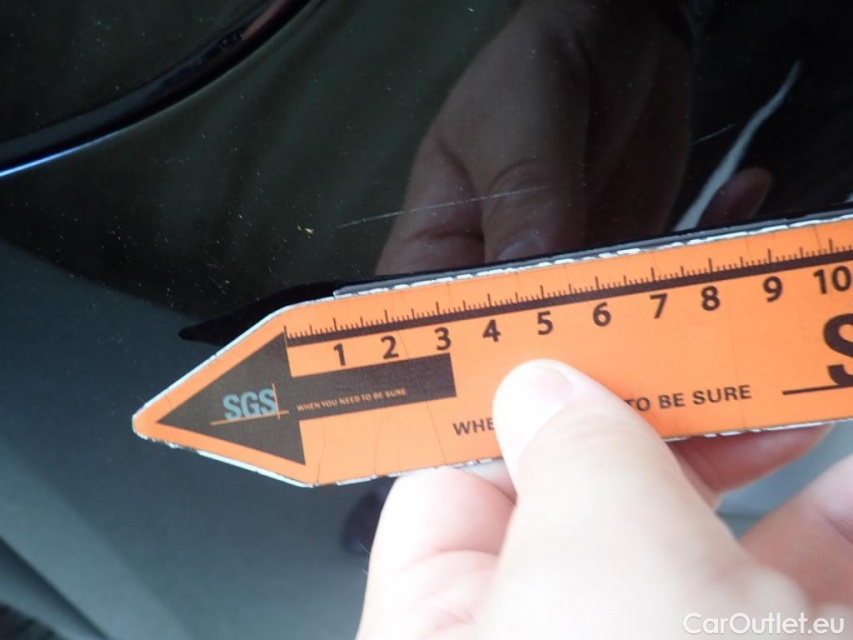 1 2 3 4 5 6 7 8 9 10
SGS WHEN YOU NEED TO BE SURE
WHE TO BE SURE
S
CarOutlet.eu